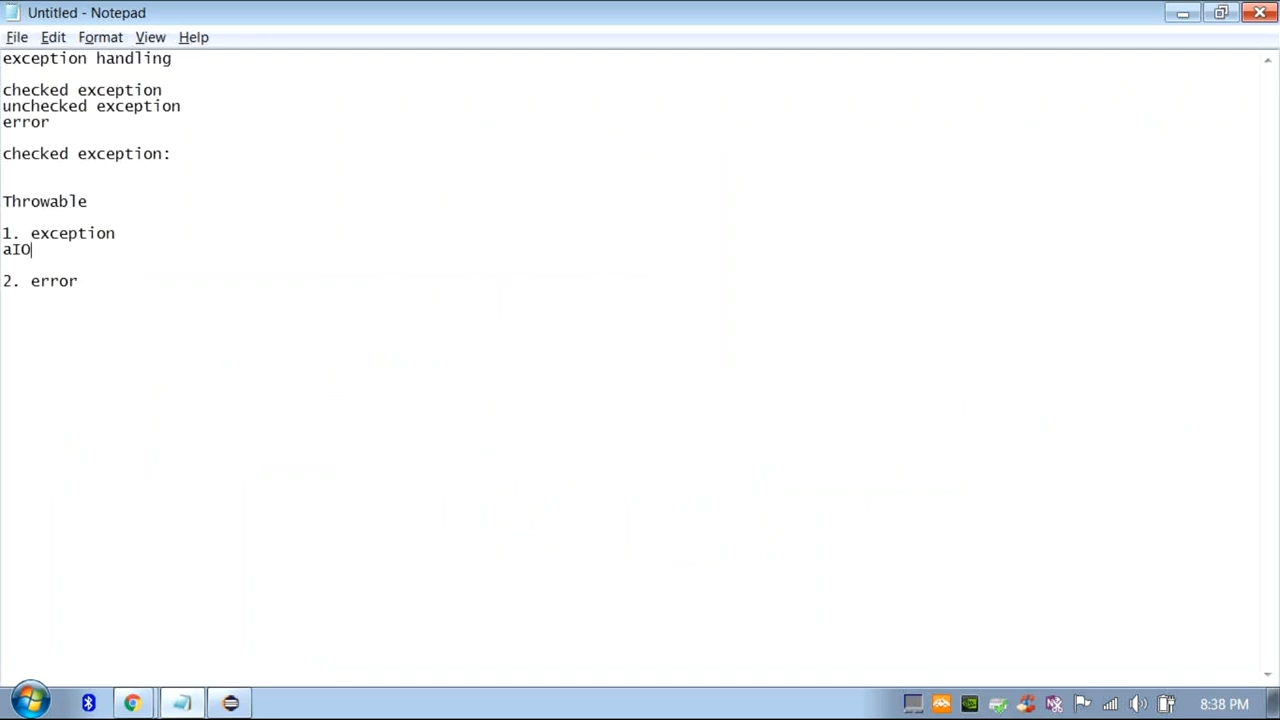 Untitled - Notepad
File Edit Format View Help
exception handling
checked exception
unchecked exception
error
checked exception:
Throwable
1. exception
aIO
2. error
8:38 PM